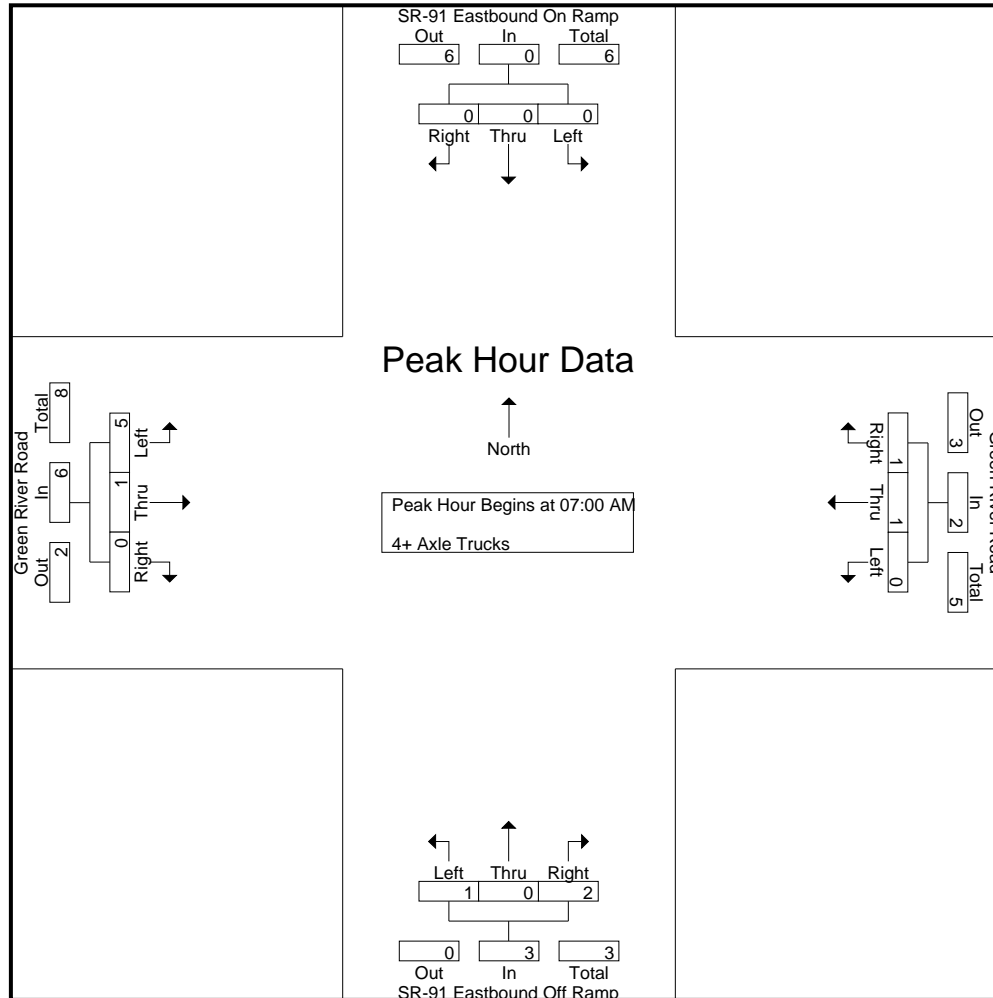 SR-91 Eastbound On Ramp
Out In Total
6 0 6
0 0 0
Right Thru Left
Peak Hour Data
North
Peak Hour Begins at 07:00 AM
4+ Axle Trucks
Green River Road
Total 8
In 6
Out 2
5 1 0
Left Thru Right
Right Thru Left
1 1 0
Out 3
In 2
Total 5
Green River Road
Left Thru Right
1 0 2
0 3 3
Out In Total
SR-91 Eastbound Off Ramp